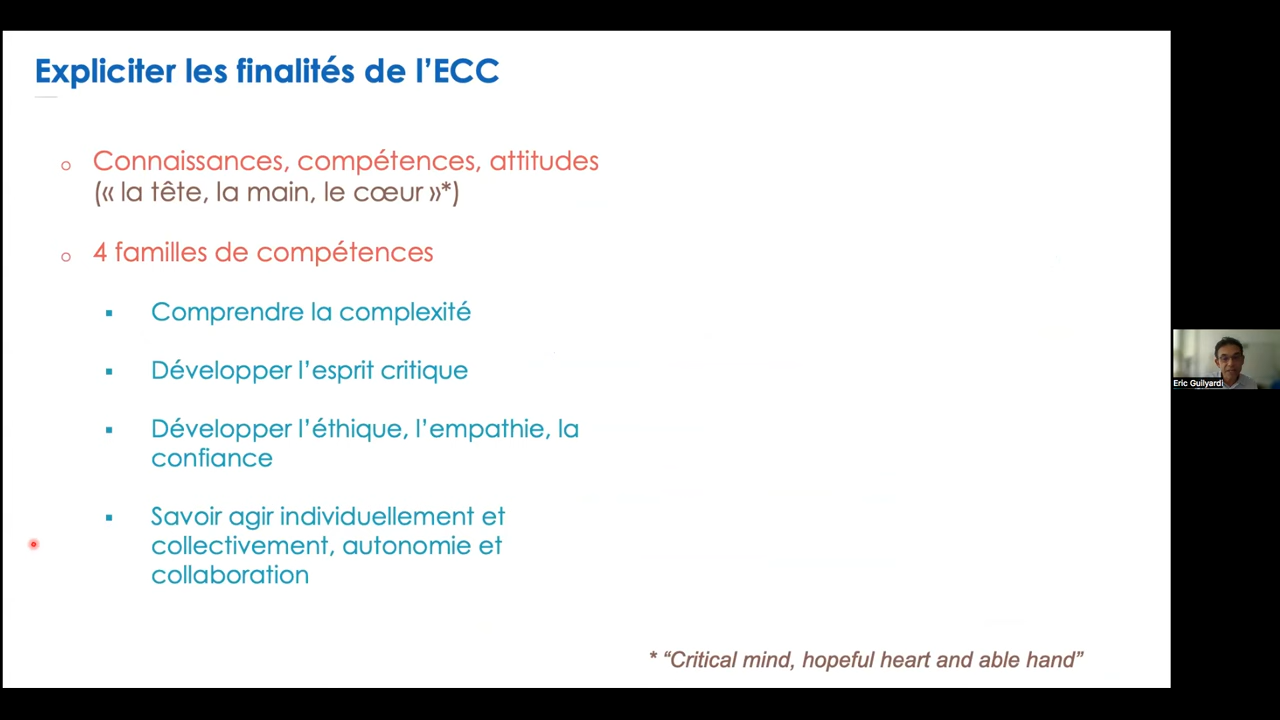 Expliciter les finalités de l’ECC
Connaissances, compétences, attitudes
(« la tête, la main, le cœur »*)
4 familles de compétences
Comprendre la complexité
Développer l’esprit critique
Développer l’éthique, l’empathie, la
confiance
Savoir agir individuellement et
collectivement, autonomie et
collaboration
* “Critical mind, hopeful heart and able hand”
Eric Guilyardi